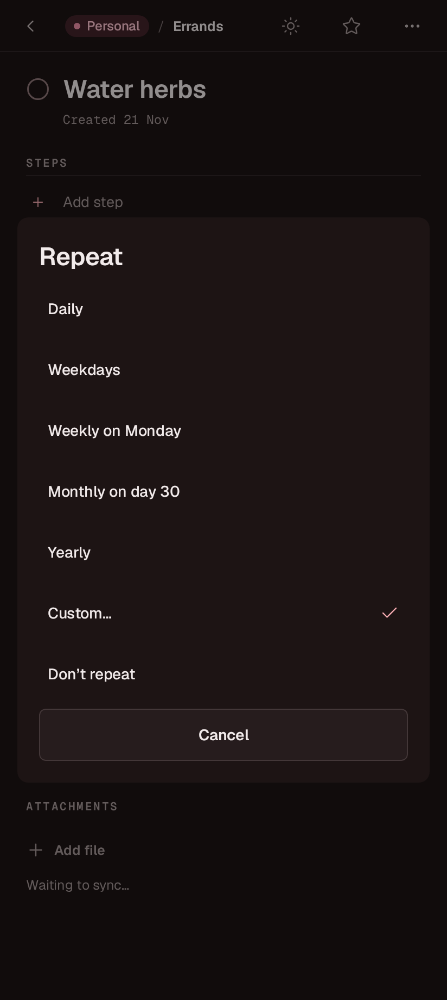 Personal / Errands
Water herbs
Created 21 Nov
STEPS
+ Add step
Repeat
Daily
Weekdays
Weekly on Monday
Monthly on day 30
Yearly
Custom…
Don't repeat
Cancel
ATTACHMENTS
+ Add file
Waiting to sync…